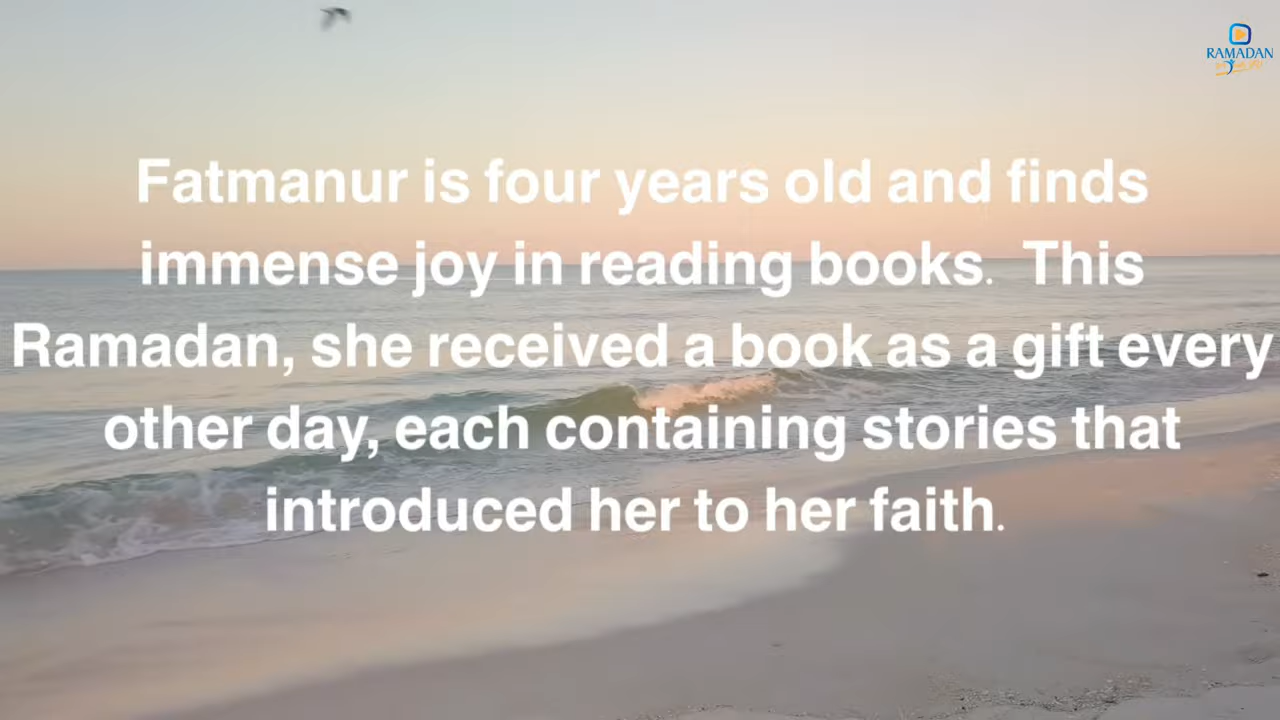 RAMADAN
Fatmanur is four years old and finds
immense joy in reading books.  This
Ramadan, she received a book as a gift every
other day, each containing stories that
introduced her to her faith.